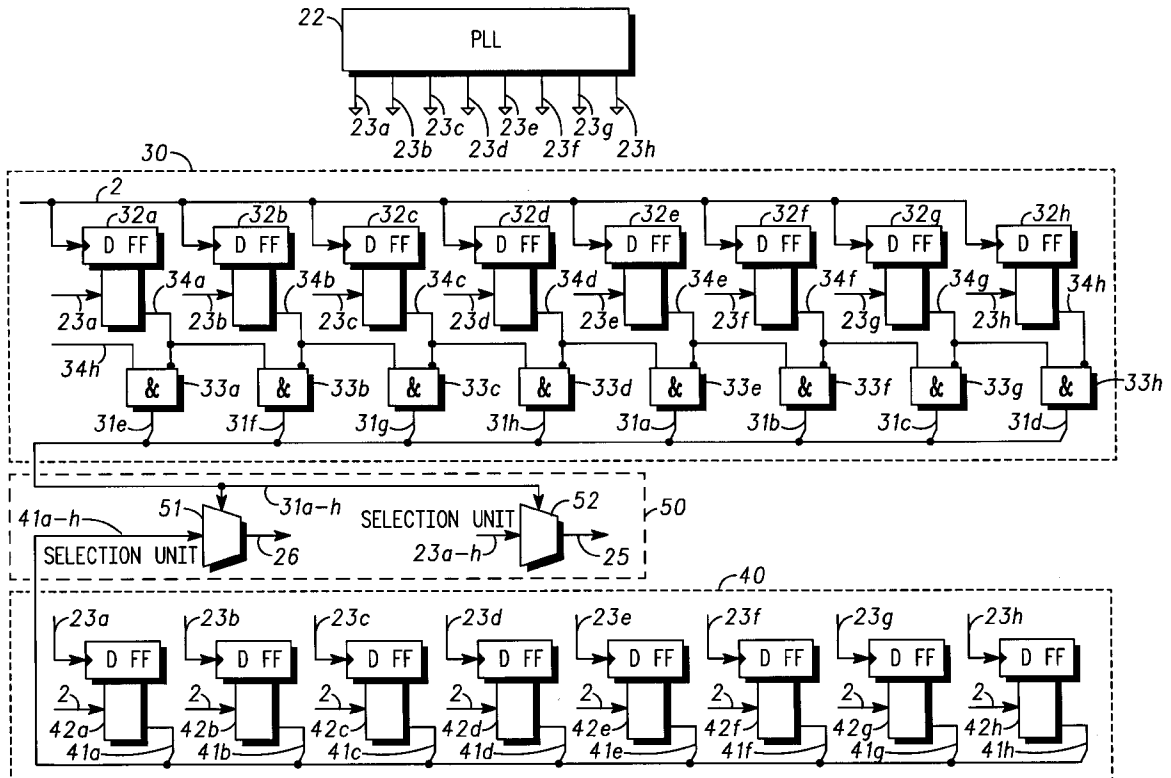 22
PLL
23a 23c 23e 23g
23b 23d 23f 23h
30
2
32a 32b 32c 32d 32e 32f 32g 32h
D FF D FF D FF D FF D FF D FF D FF D FF
34a 34b 34c 34d 34e 34f 34g 34h
23a 23b 23c 23d 23e 23f 23g 23h
34h
& & & & & & & &
33a 33b 33c 33d 33e 33f 33g 33h
31e 31f 31g 31h 31a 31b 31c 31d
51 31a-h 52
41a-h SELECTION UNIT 50
SELECTION UNIT 26 23a-h 25
40
23a 23b 23c 23d 23e 23f 23g 23h
D FF D FF D FF D FF D FF D FF D FF D FF
2 2 2 2 2 2 2 2
42a 42b 42c 42d 42e 42f 42g 42h
41a 41b 41c 41d 41e 41f 41g 41h